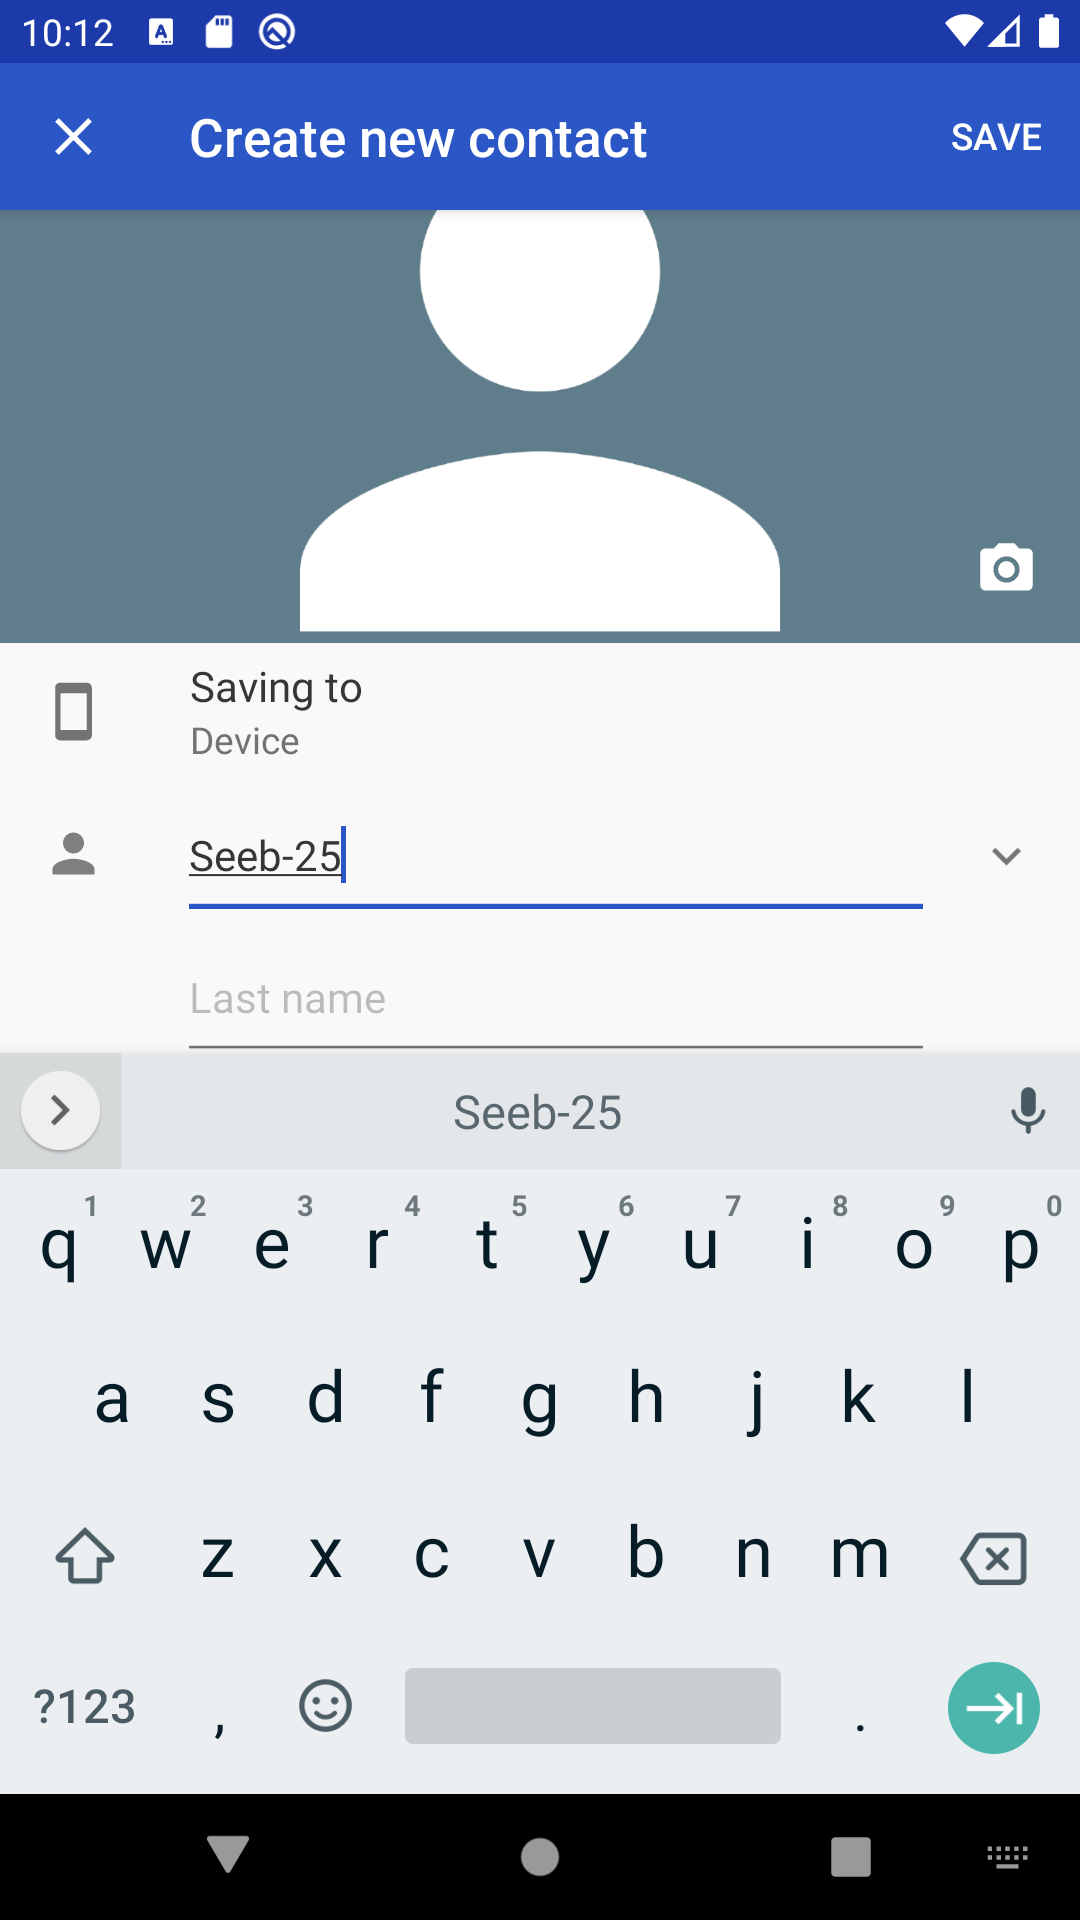 10:12
Create new contact
SAVE
Saving to
Device
Seeb-25
Last name
Seeb-25
1 2 3 4 5 6 7 8 9 0
q w e r t y u i o p
a s d f g h j k l
z x c v b n m
?123 , .